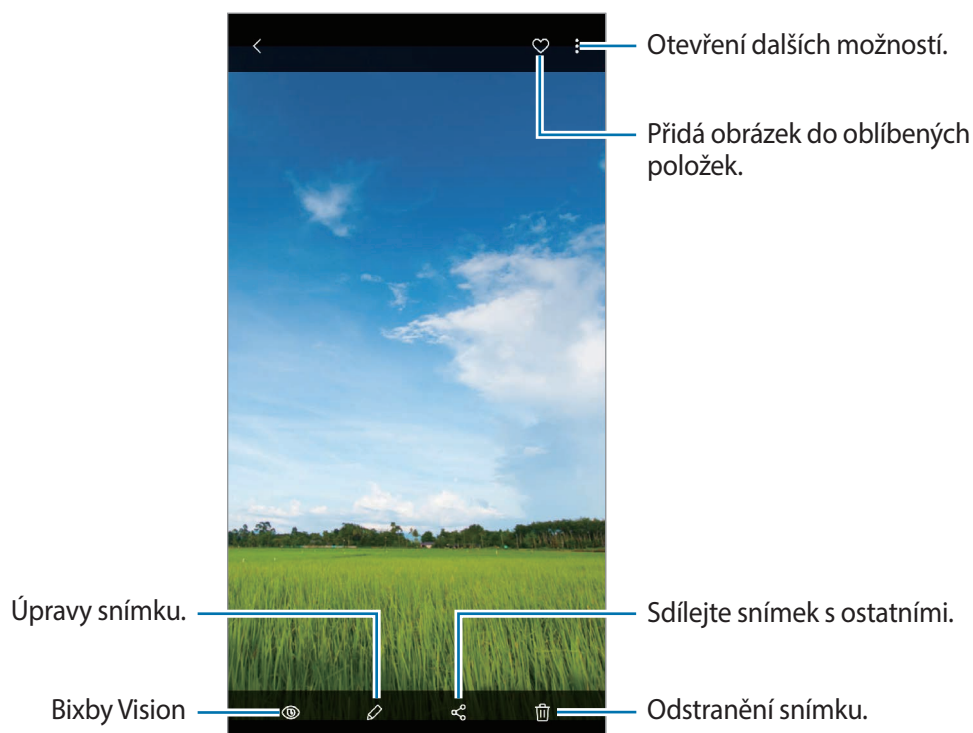 Otevření dalších možností.
Přidá obrázek do oblíbených
položek.
Úpravy snímku.
Sdílejte snímek s ostatními.
Bixby Vision
Odstranění snímku.